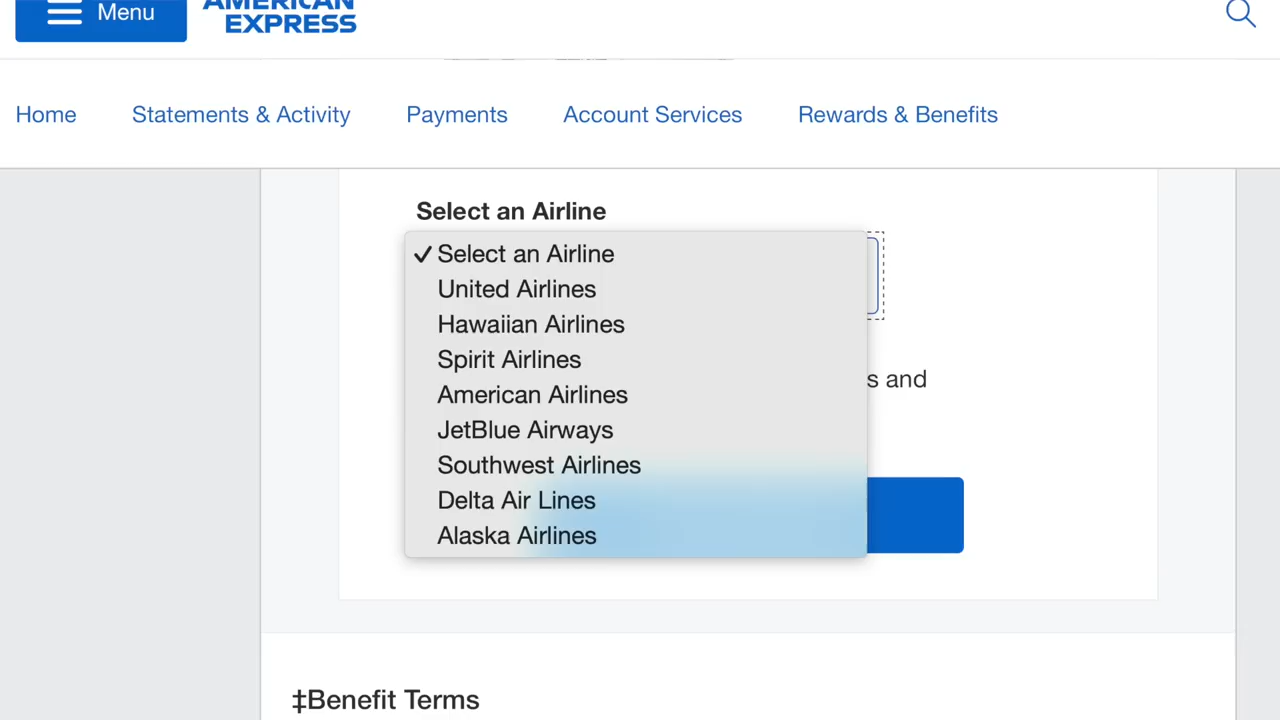 Menu
AMERICAN
EXPRESS
Home Statements & Activity Payments Account Services Rewards & Benefits
Select an Airline
✓ Select an Airline
United Airlines
Hawaiian Airlines
Spirit Airlines
s and
American Airlines
JetBlue Airways
Southwest Airlines
Delta Air Lines
Alaska Airlines
‡Benefit Terms